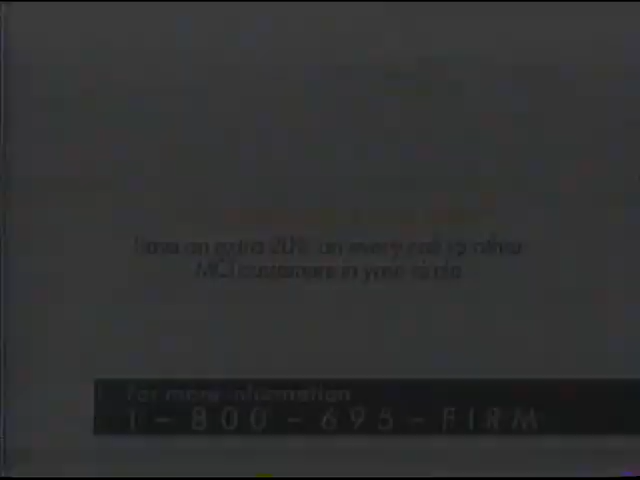 Save an extra 20% on every call to other
MCI customers in your circle
For more information
1-800-695-FIRM